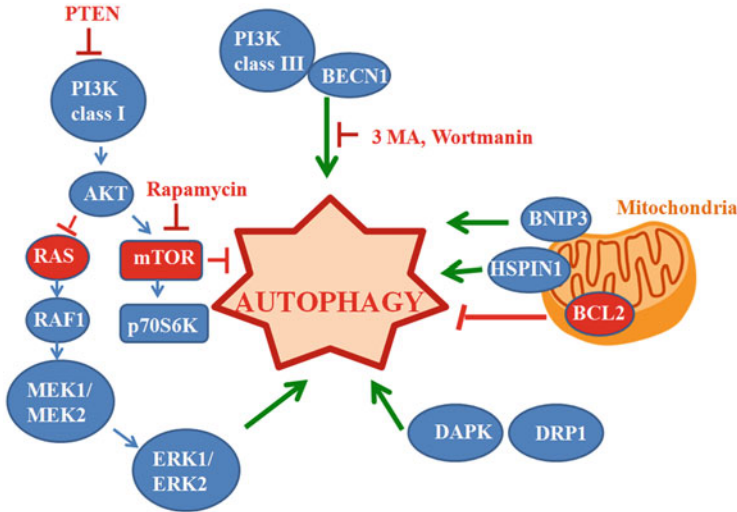 PTEN
PI3K
class I
AKT
RAS
RAF1
MEK1/
MEK2
ERK1/
ERK2
Rapamycin
mTOR
p70S6K
PI3K
class III
BECN1
3 MA, Wortmanin
AUTOPHAGY
BNIP3
Mitochondria
HSPIN1
BCL2
DAPK
DRP1